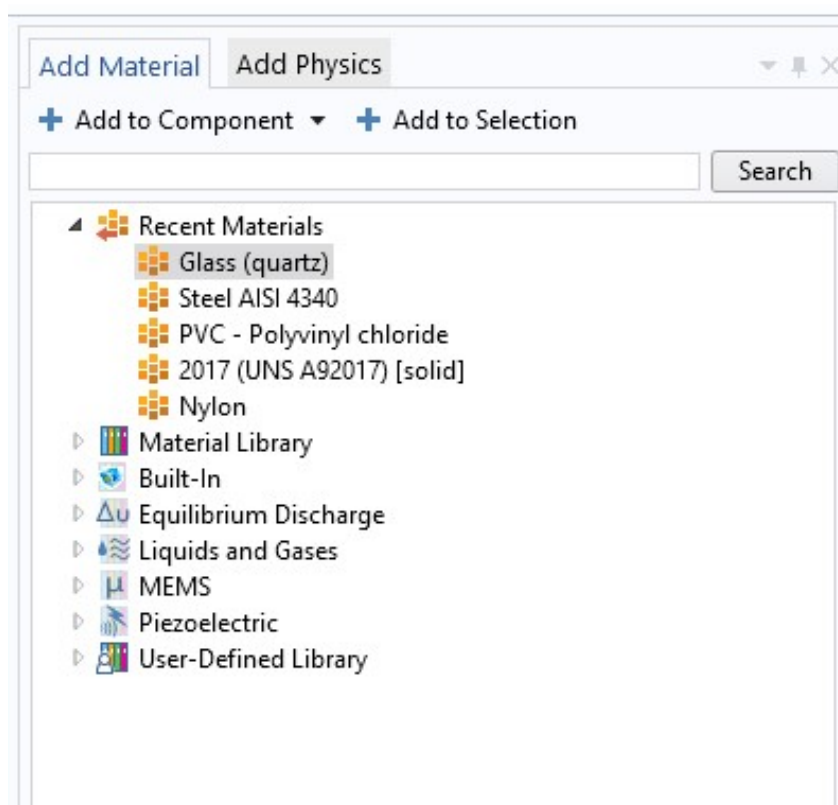 Add Material Add Physics
Add to Component Add to Selection
Search
Recent Materials
Glass (quartz)
Steel AISI 4340
PVC - Polyvinyl chloride
2017 (UNS A92017) [solid]
Nylon
Material Library
Built-In
Δυ Equilibrium Discharge
Liquids and Gases
μ MEMS
Piezoelectric
User-Defined Library